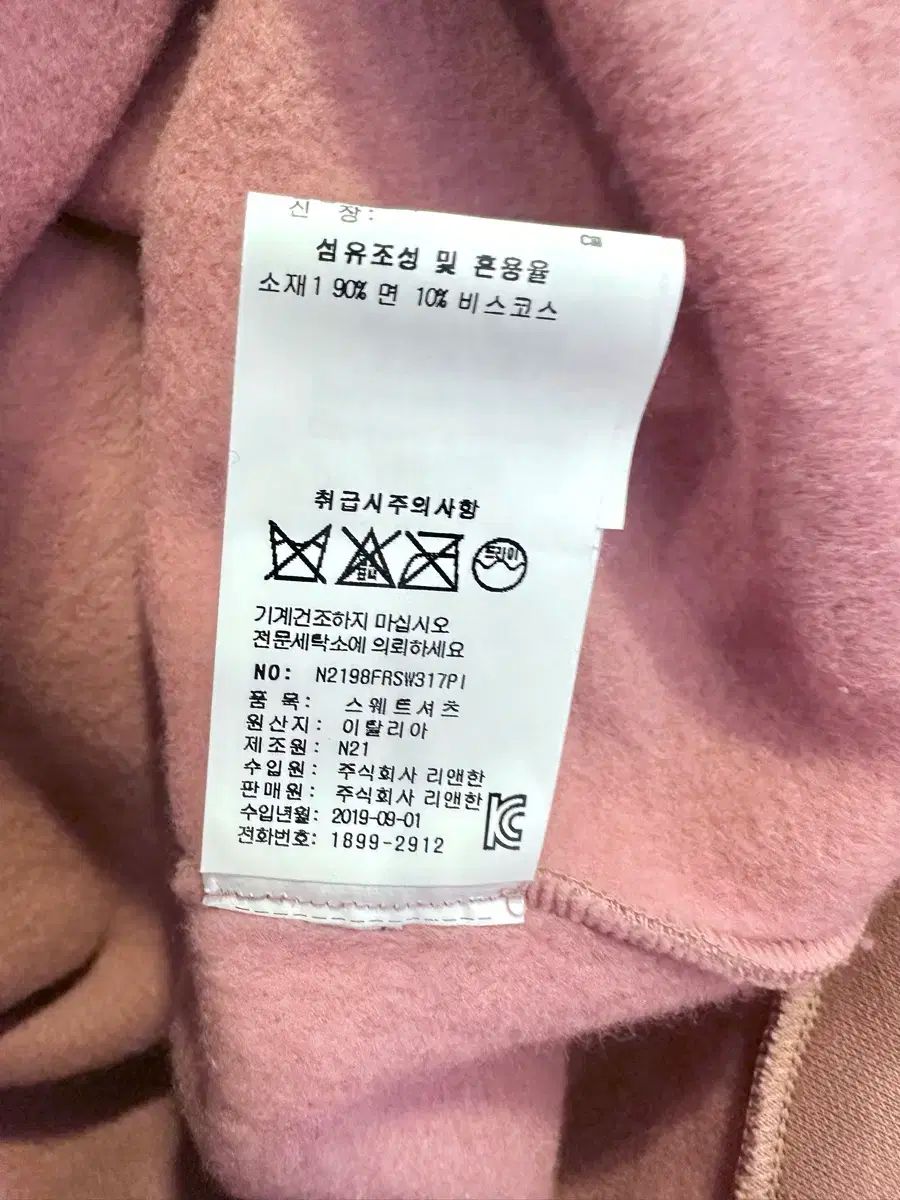 신 장:
cm
섬유조성 및 혼용율
소재1 90% 면 10% 비스코스
취급시주의사항
드라이
기계건조하지 마십시오
전문세탁소에 의뢰하세요
NO: N2198FRSW317PI
품 목: 스웨트셔츠
원산지: 이탈리아
제조원: N21
수입원: 주식회사 리앤한
판매원: 주식회사 리앤한
수입년월: 2019-09-01
전화번호: 1899-2912